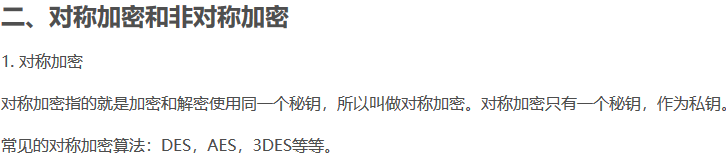 二、对称加密和非对称加密
1. 对称加密
对称加密指的就是加密和解密使用同一个秘钥，所以叫做对称加密。对称加密只有一个秘钥，作为私钥。
常见的对称加密算法：DES，AES，3DES等等。